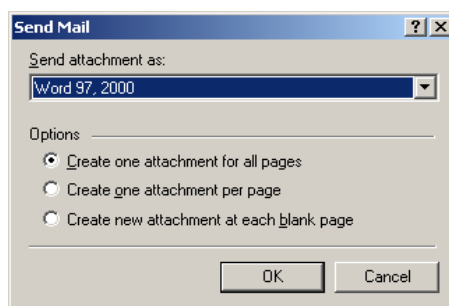 Send Mail
Send attachment as:
Word 97, 2000
Options
Create one attachment for all pages
Create one attachment per page
Create new attachment at each blank page
OK Cancel